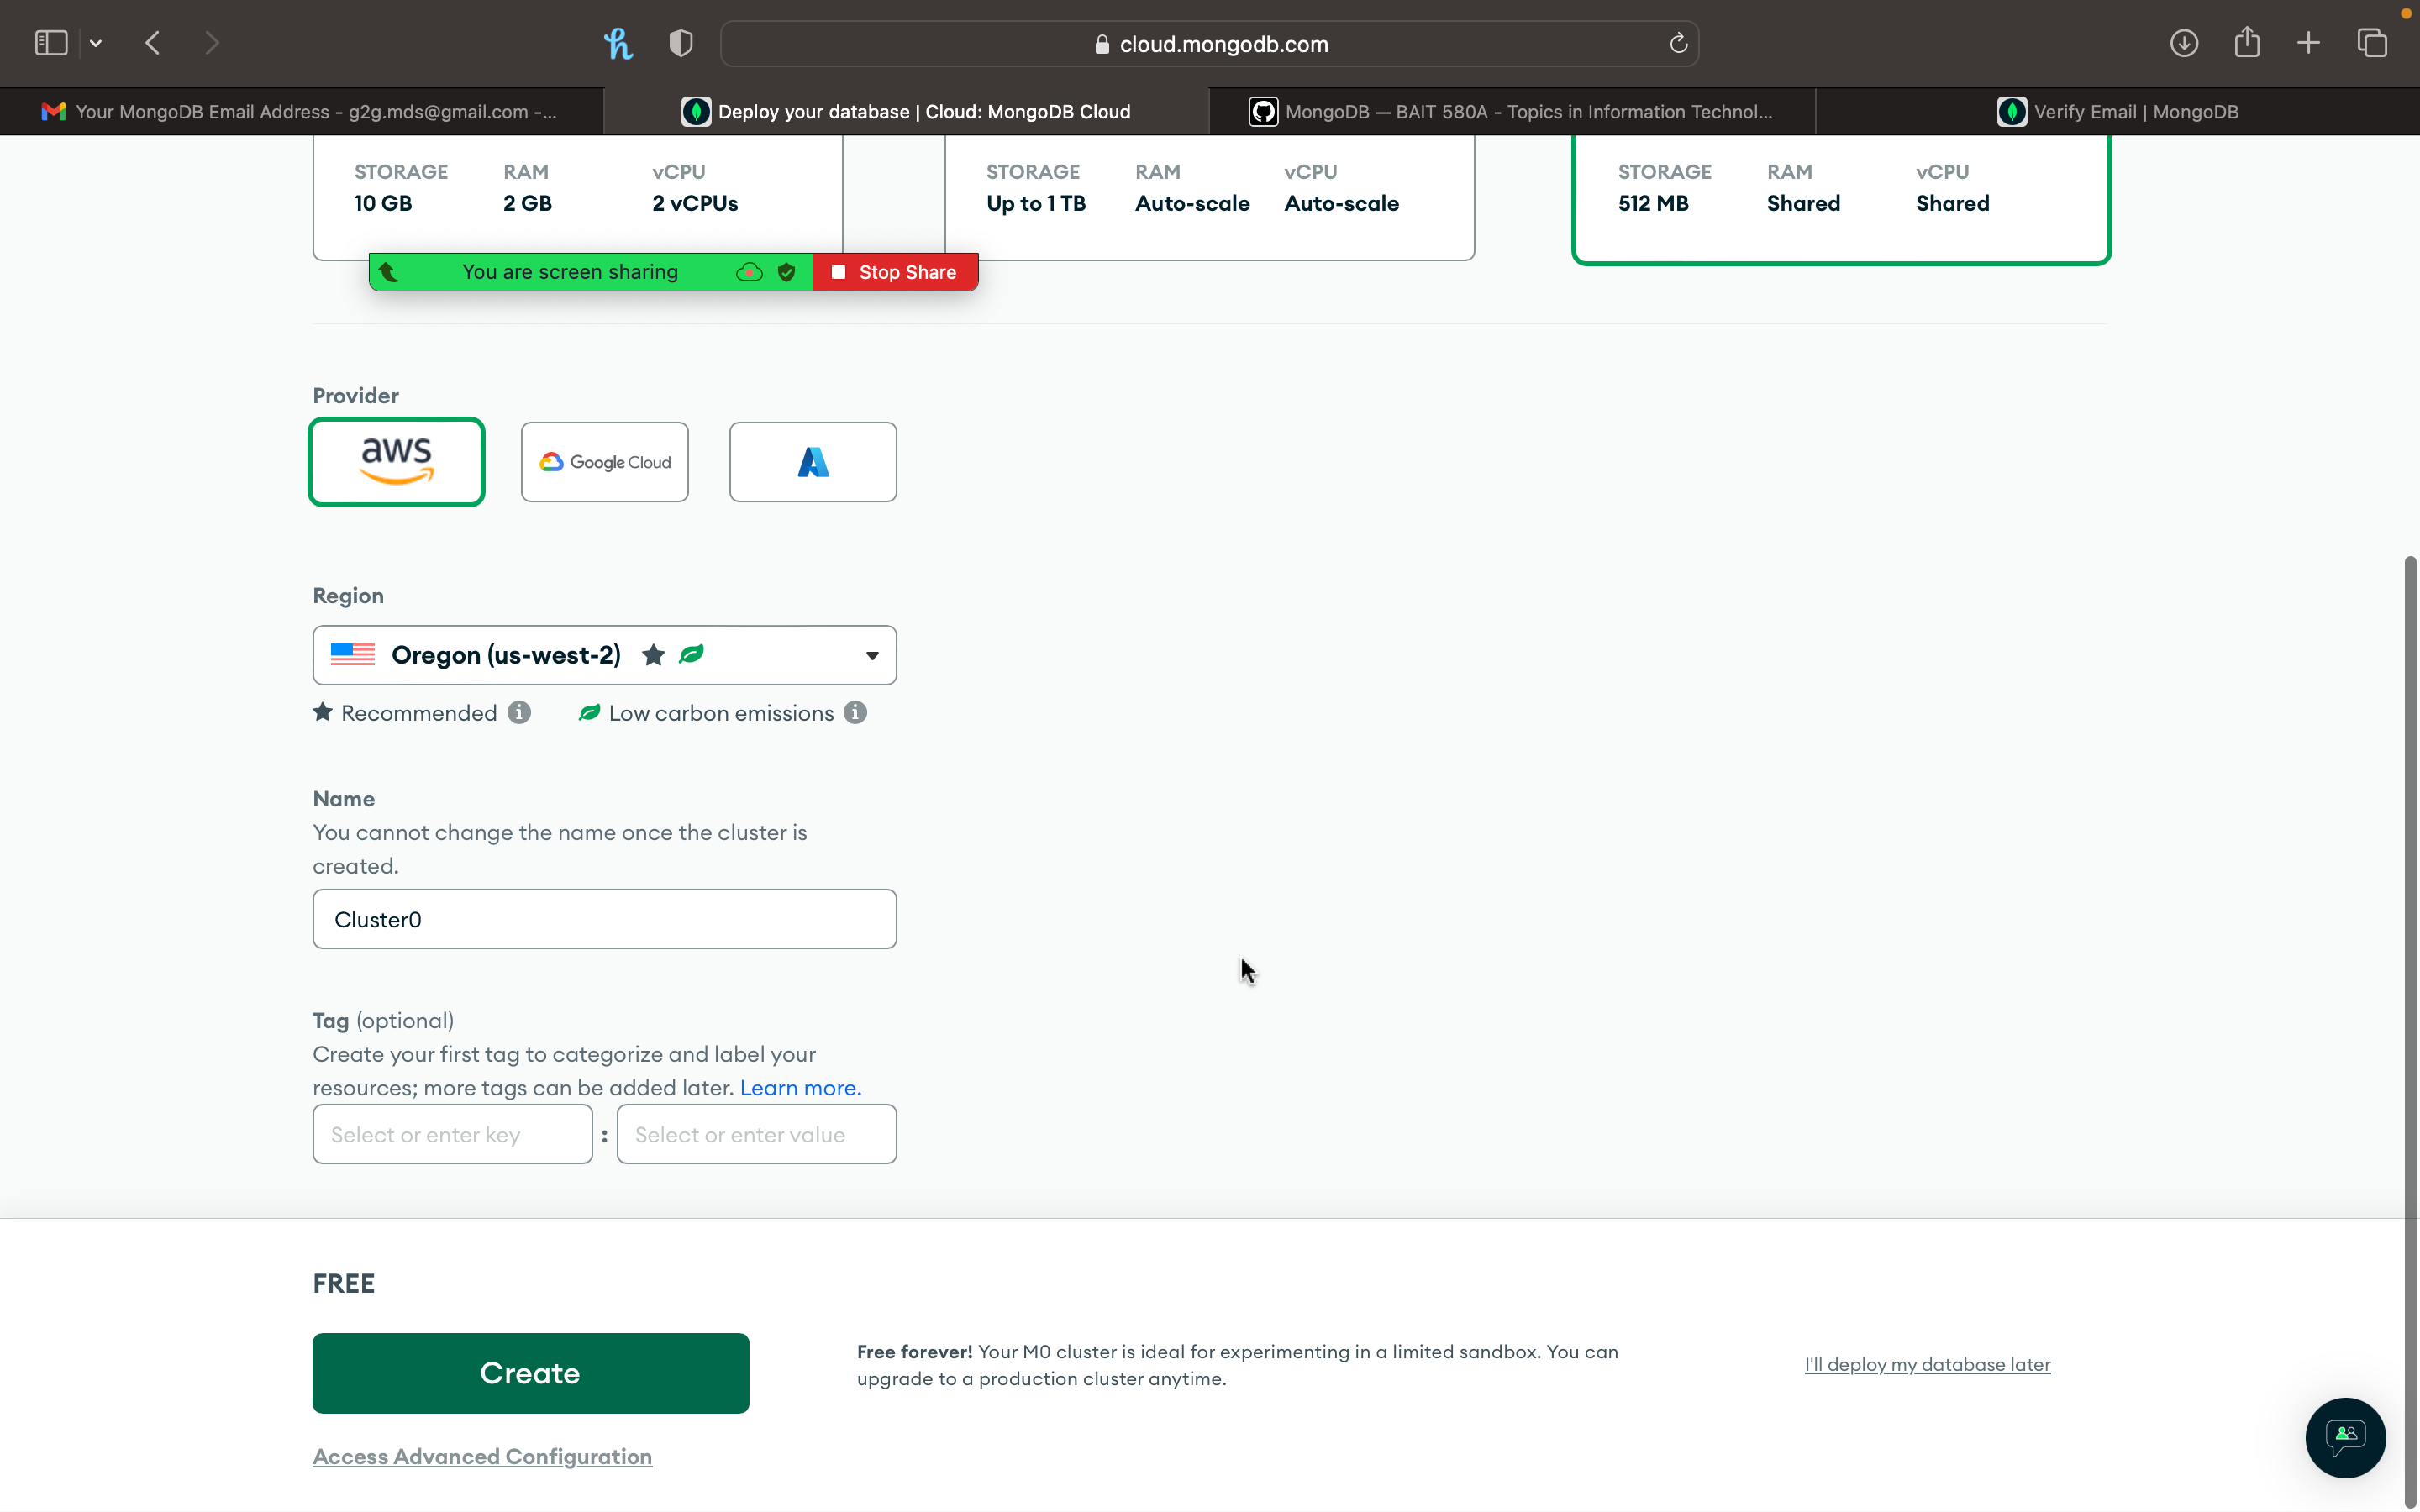 cloud.mongodb.com
Your MongoDB Email Address - g2g.mds@gmail.com -...
Deploy your database | Cloud: MongoDB Cloud
MongoDB — BAIT 580A - Topics in Information Technol...
Verify Email | MongoDB
STORAGE RAM vCPU
10 GB 2 GB 2 vCPUs
STORAGE RAM vCPU
Up to 1 TB Auto-scale Auto-scale
STORAGE RAM vCPU
512 MB Shared Shared
You are screen sharing Stop Share
Provider
aws
Google Cloud
Region
Oregon (us-west-2)
Recommended Low carbon emissions
Name
You cannot change the name once the cluster is
created.
Cluster0
Tag (optional)
Create your first tag to categorize and label your
resources; more tags can be added later. Learn more.
Select or enter key : Select or enter value
FREE
Create
Free forever! Your M0 cluster is ideal for experimenting in a limited sandbox. You can
upgrade to a production cluster anytime.
I'll deploy my database later
Access Advanced Configuration